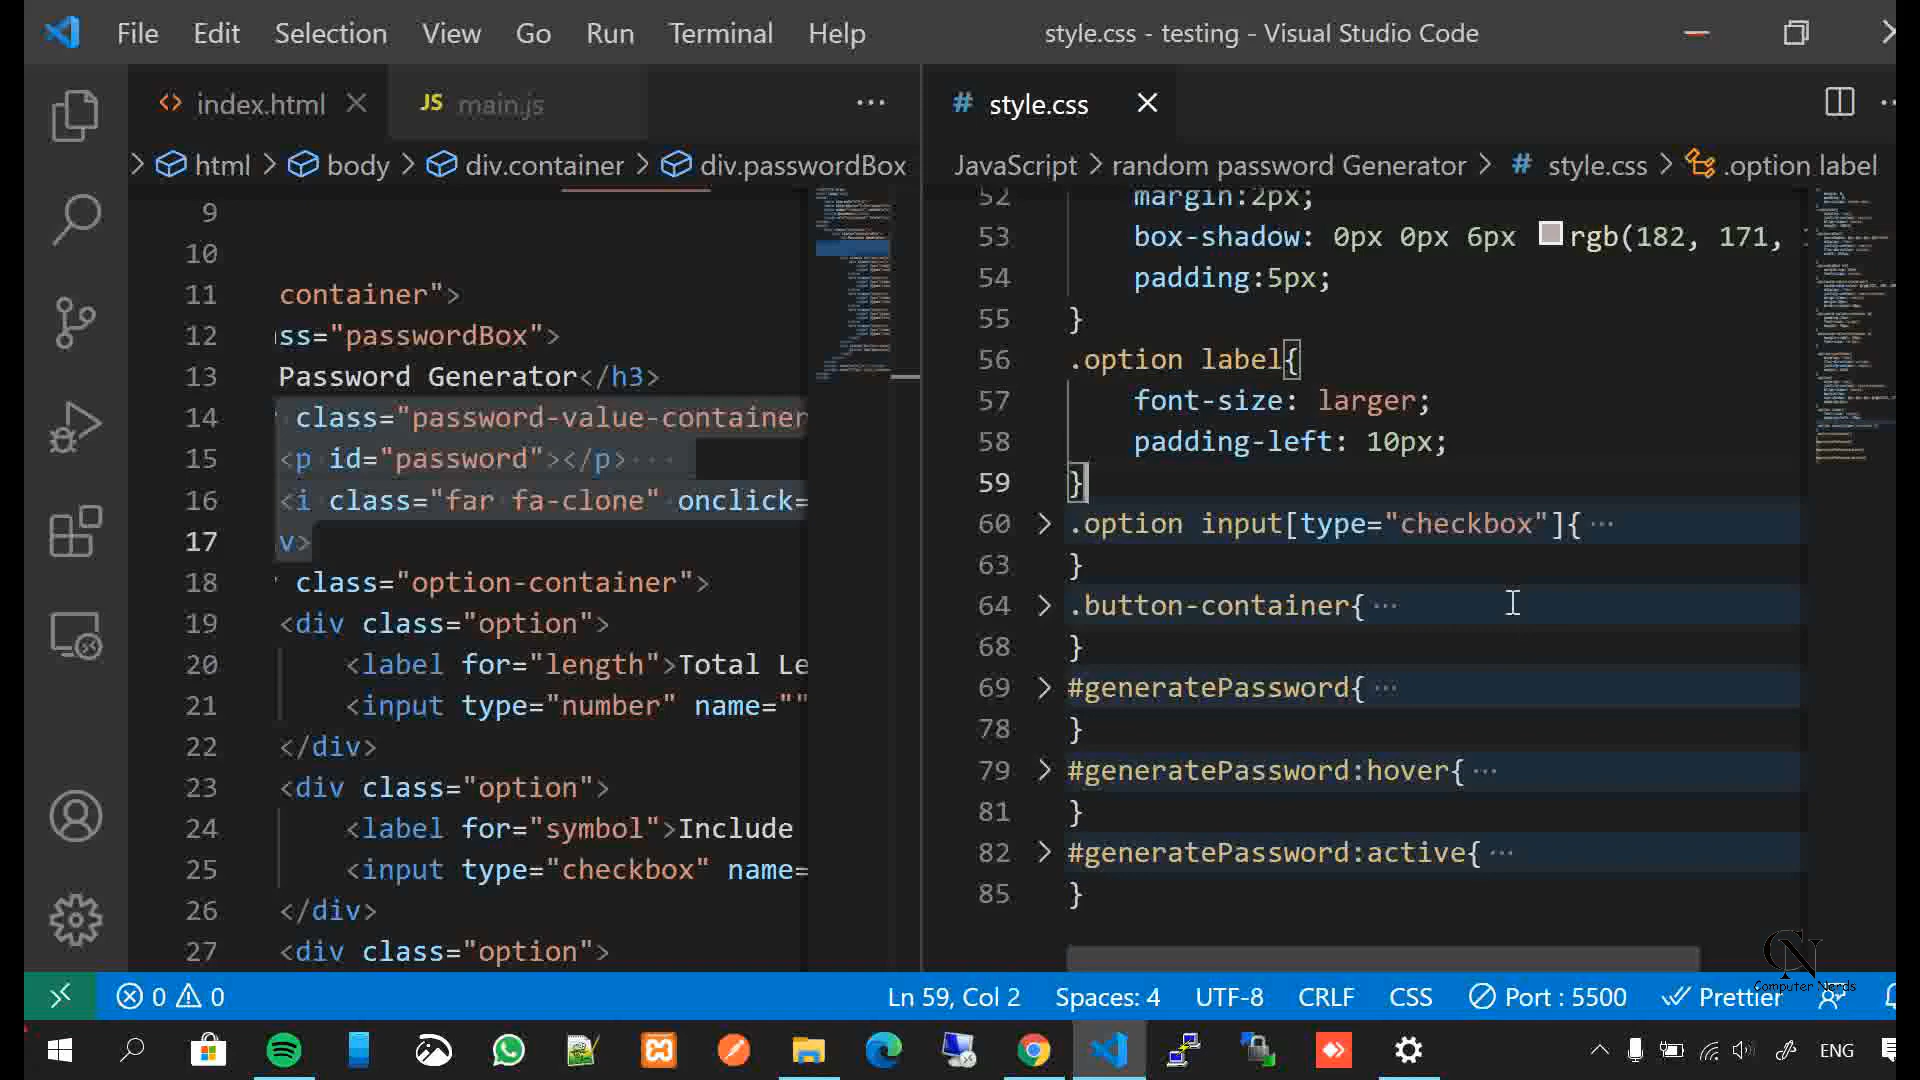 File Edit Selection View Go Run Terminal Help style.css - testing - Visual Studio Code
index.html
JS main.js
html body div.container div.passwordBox
9
10
11 container">
12 ss="passwordBox">
13 Password Generator</h3>
14 class="password-value-container
15 <p id="password"></p>
16 <i class="far fa-clone" onclick=
17 v>
18 class="option-container">
19 <div class="option">
20 <label for="length">Total Le
21 <input type="number" name=""
22 </div>
23 <div class="option">
24 <label for="symbol">Include
25 <input type="checkbox" name=
26 </div>
27 <div class="option">
# style.css
JavaScript > random password Generator > # style.css > .option label
52 margin:2px;
53 box-shadow: 0px 0px 6px rgb(182, 171,
54 padding:5px;
55 }
56 .option label{
57 font-size: larger;
58 padding-left: 10px;
59 }
60 .option input[type="checkbox"]{ ···
63 }
64 .button-container{ ···
68 }
69 #generatePassword{ ···
78 }
79 #generatePassword:hover{ ···
81 }
82 #generatePassword:active{ ···
85 }
CN
Computer Nerds
0 0 Ln 59, Col 2 Spaces: 4 UTF-8 CRLF CSS Port : 5500 Prettier
ENG